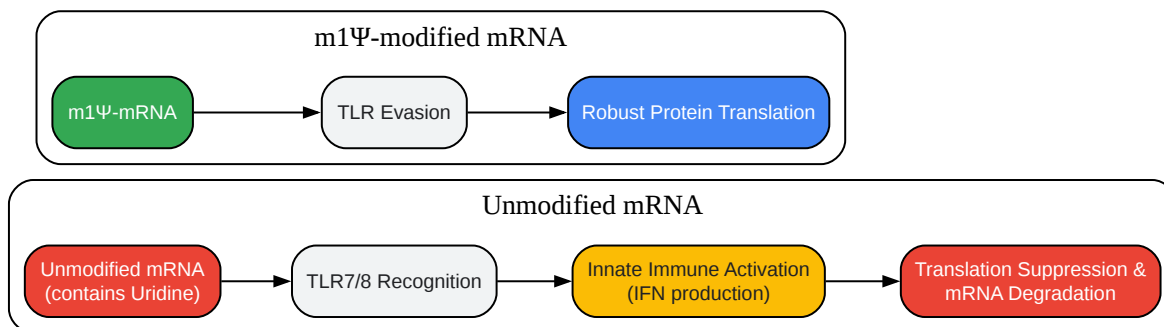 m1Ψ-modified mRNA
m1Ψ-mRNA
TLR Evasion
Robust Protein Translation
Unmodified mRNA
Unmodified mRNA
(contains Uridine)
TLR7/8 Recognition
Innate Immune Activation
(IFN production)
Translation Suppression &
mRNA Degradation